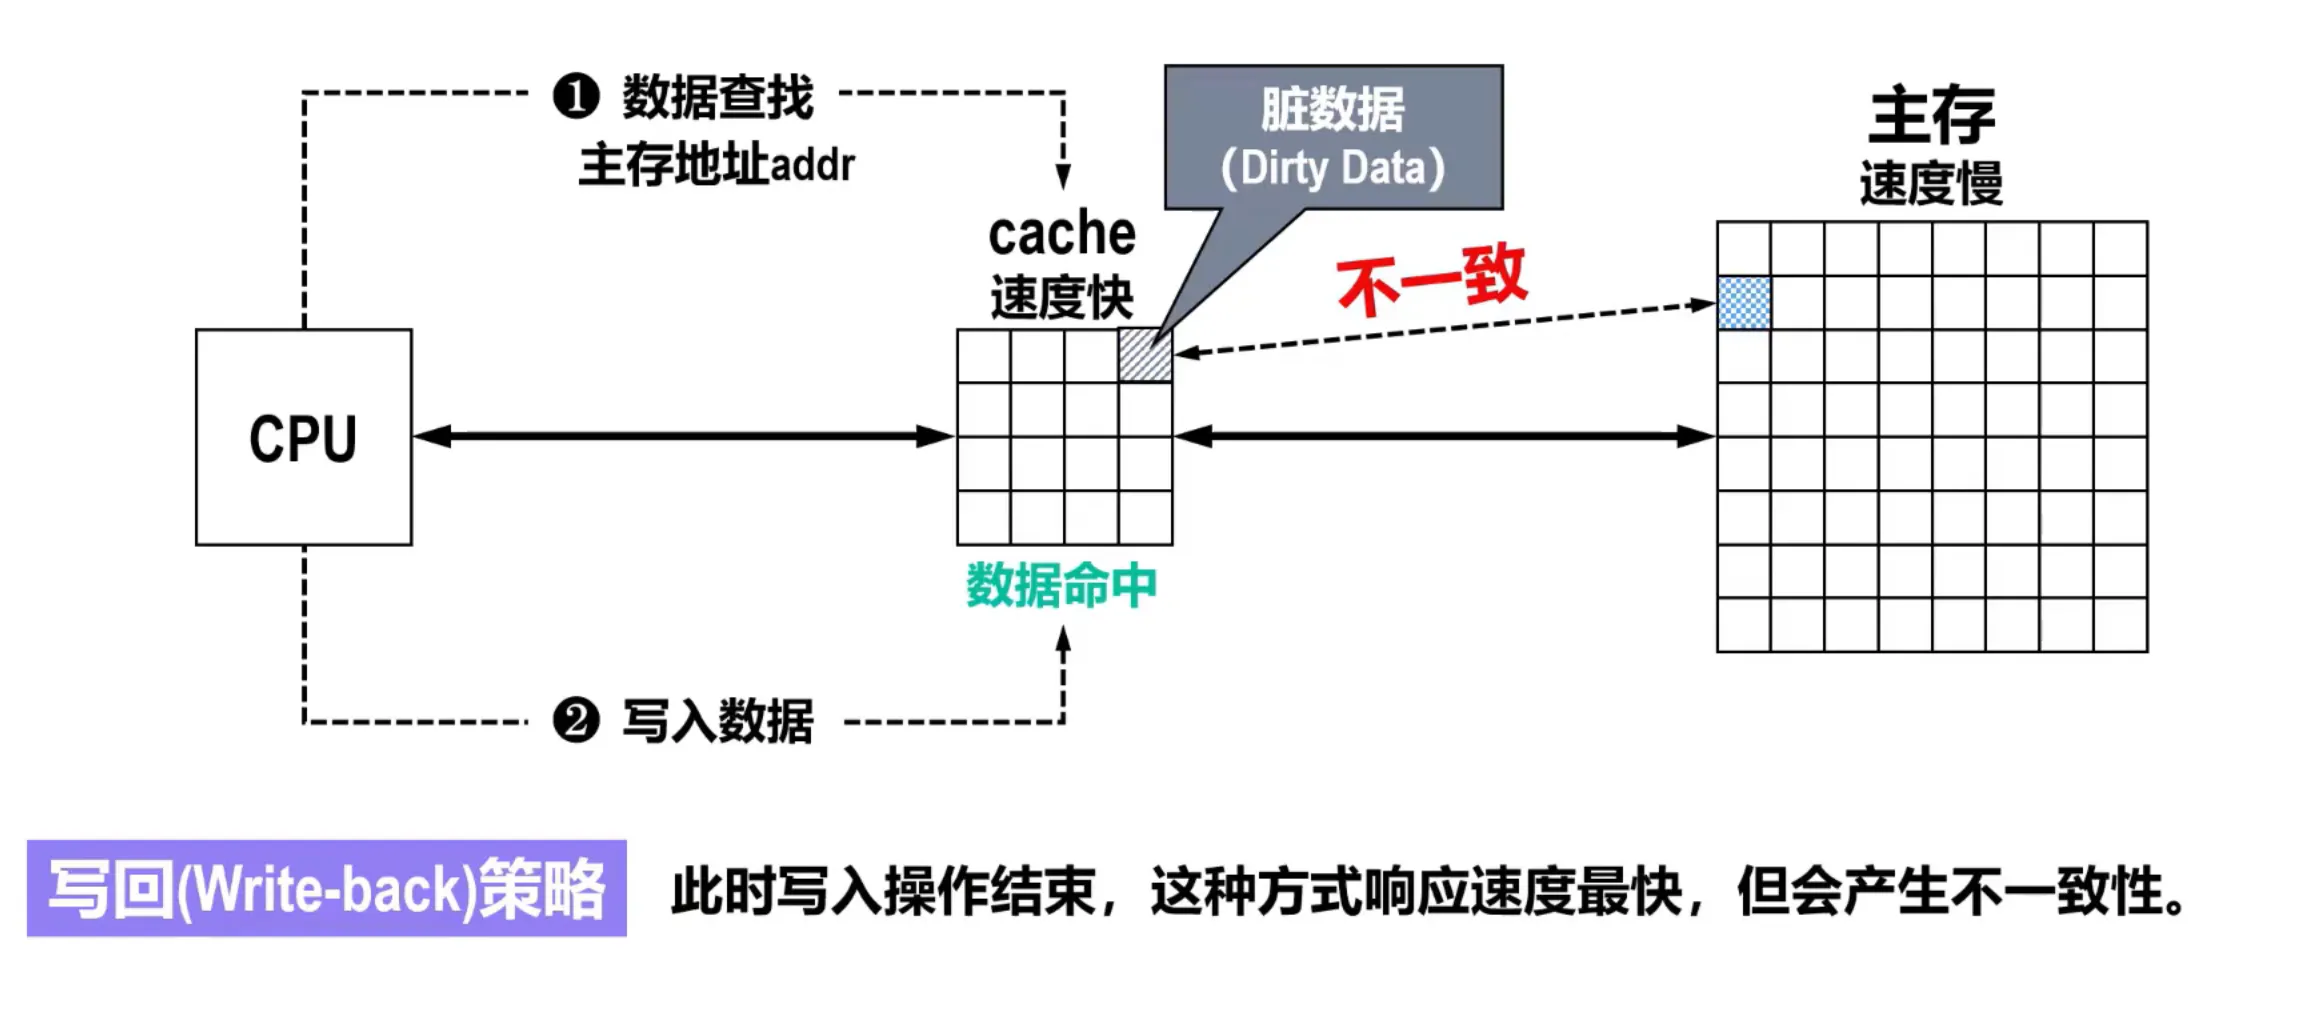 ❶ 数据查找
主存地址addr
脏数据
（Dirty Data）
主存
速度慢
cache
速度快
不一致
CPU
数据命中
❷ 写入数据
写回(Write-back)策略
此时写入操作结束，这种方式响应速度最快，但会产生不一致性。